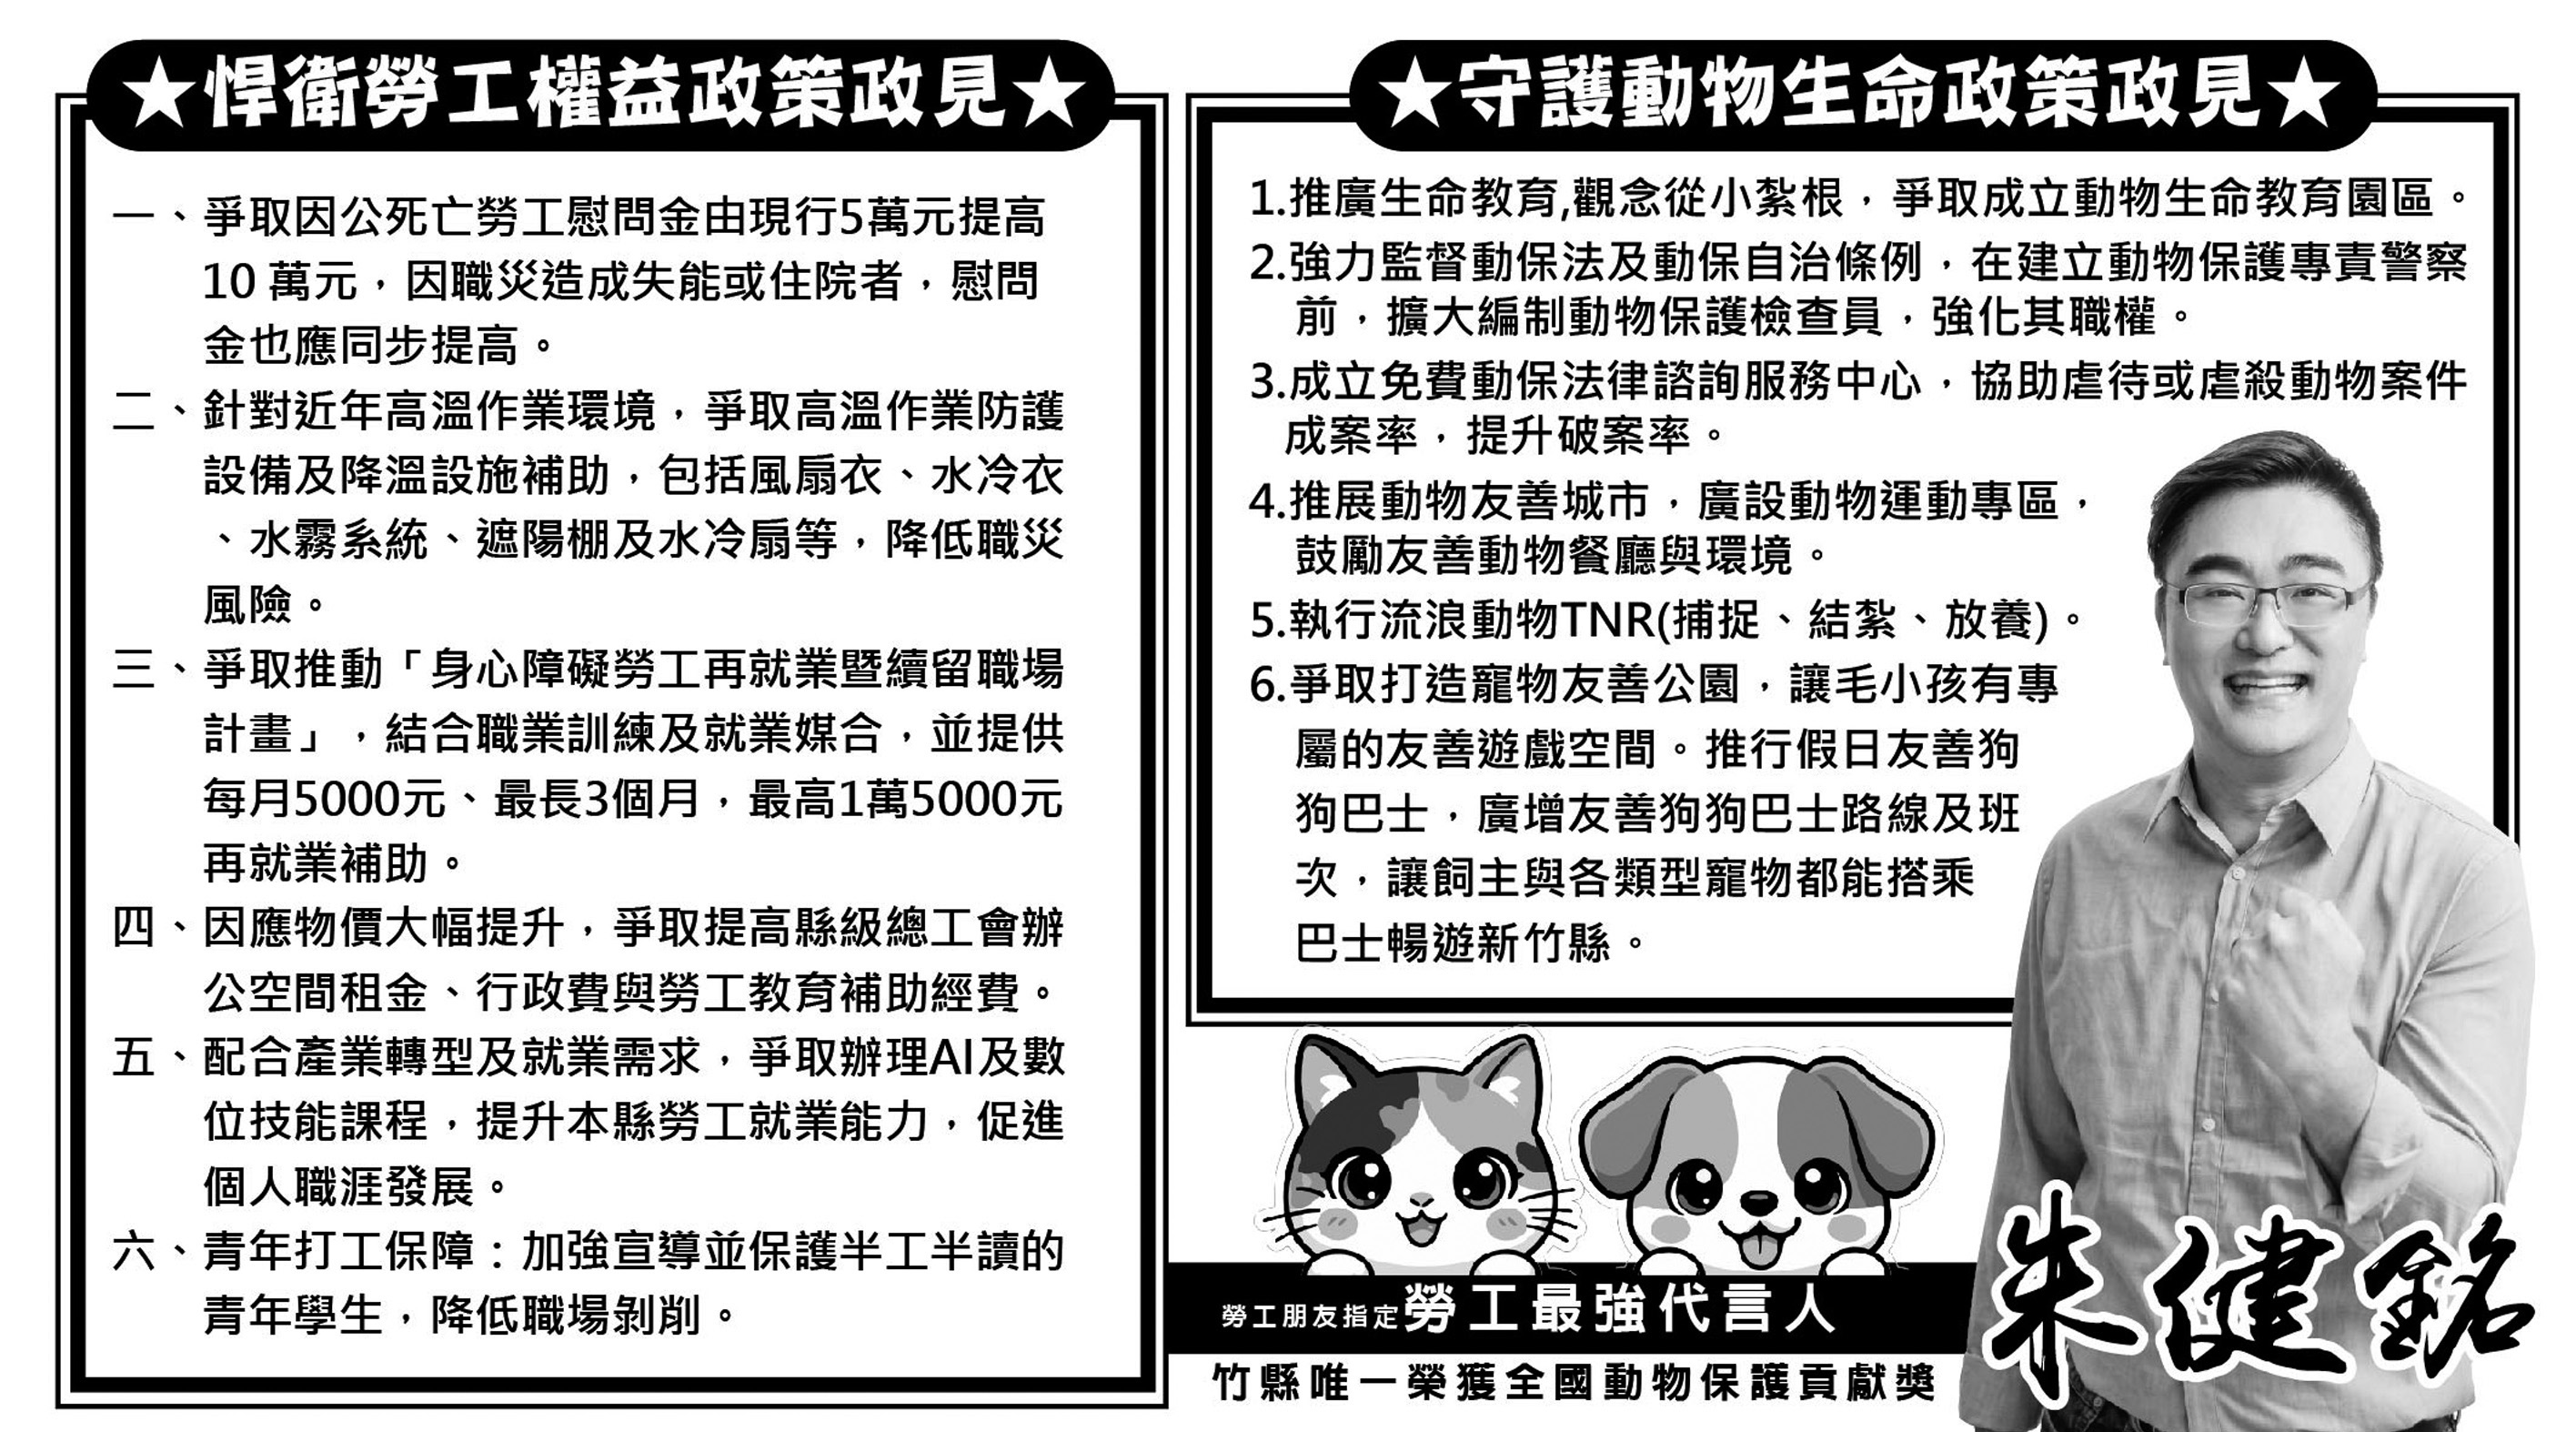 ★悍衛勞工權益政策政見★
一、爭取因公死亡勞工慰問金由現行5萬元提高
10 萬元，因職災造成失能或住院者，慰問
金也應同步提高。
二、針對近年高溫作業環境，爭取高溫作業防護
設備及降溫設施補助，包括風扇衣、水冷衣
、水霧系統、遮陽棚及水冷扇等，降低職災
風險。
三、爭取推動「身心障礙勞工再就業暨續留職場
計畫」，結合職業訓練及就業媒合，並提供
每月5000元、最長3個月，最高1萬5000元
再就業補助。
四、因應物價大幅提升，爭取提高縣級總工會辦
公空間租金、行政費與勞工教育補助經費。
五、配合產業轉型及就業需求，爭取辦理AI及數
位技能課程，提升本縣勞工就業能力，促進
個人職涯發展。
六、青年打工保障：加強宣導並保護半工半讀的
青年學生，降低職場剝削。
★守護動物生命政策政見★
1.推廣生命教育,觀念從小紮根，爭取成立動物生命教育園區。
2.強力監督動保法及動保自治條例，在建立動物保護專責警察
前，擴大編制動物保護檢查員，強化其職權。
3.成立免費動保法律諮詢服務中心，協助虐待或虐殺動物案件
成案率，提升破案率。
4.推展動物友善城市，廣設動物運動專區，
鼓勵友善動物餐廳與環境。
5.執行流浪動物TNR(捕捉、結紮、放養)。
6.爭取打造寵物友善公園，讓毛小孩有專
屬的友善遊戲空間。推行假日友善狗
狗巴士，廣增友善狗狗巴士路線及班
次，讓飼主與各類型寵物都能搭乘
巴士暢遊新竹縣。
勞工朋友指定勞工最強代言人
竹縣唯一榮獲全國動物保護貢獻獎
朱健銘